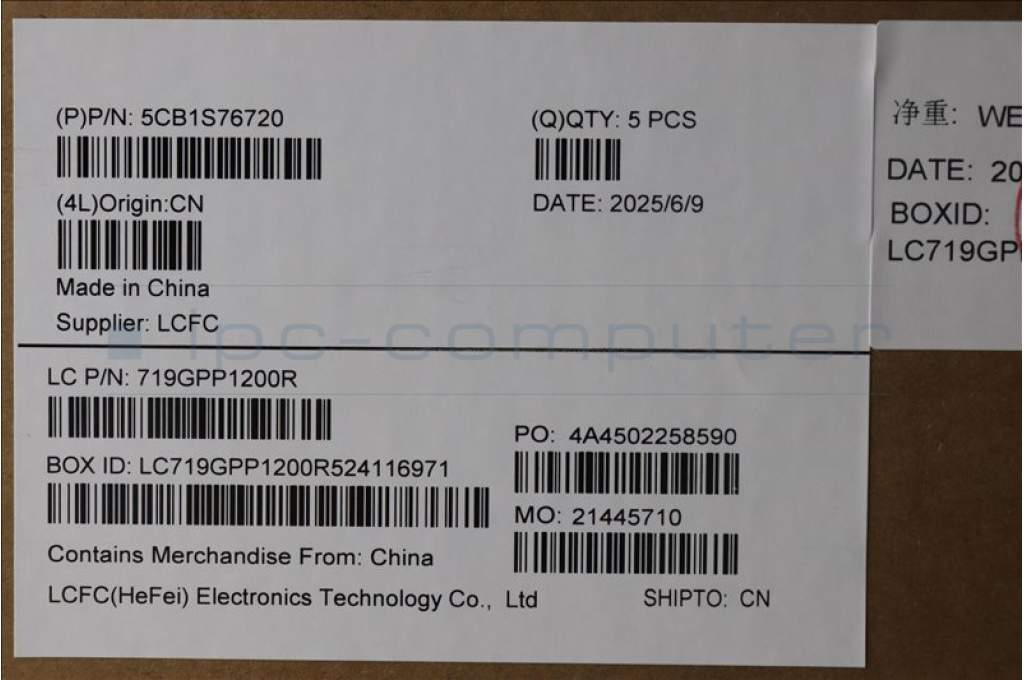 (P)P/N: 5CB1S76720
(Q)QTY: 5 PCS
(4L)Origin:CN
DATE: 2025/6/9
Made in China
Supplier: LCFC
ipc-computer
LC P/N: 719GPP1200R
PO: 4A4502258590
BOX ID: LC719GPP1200R524116971
MO: 21445710
Contains Merchandise From: China
LCFC(HeFei) Electronics Technology Co., Ltd
SHIPTO: CN
净重: WE
DATE: 20
BOXID:
LC719GP